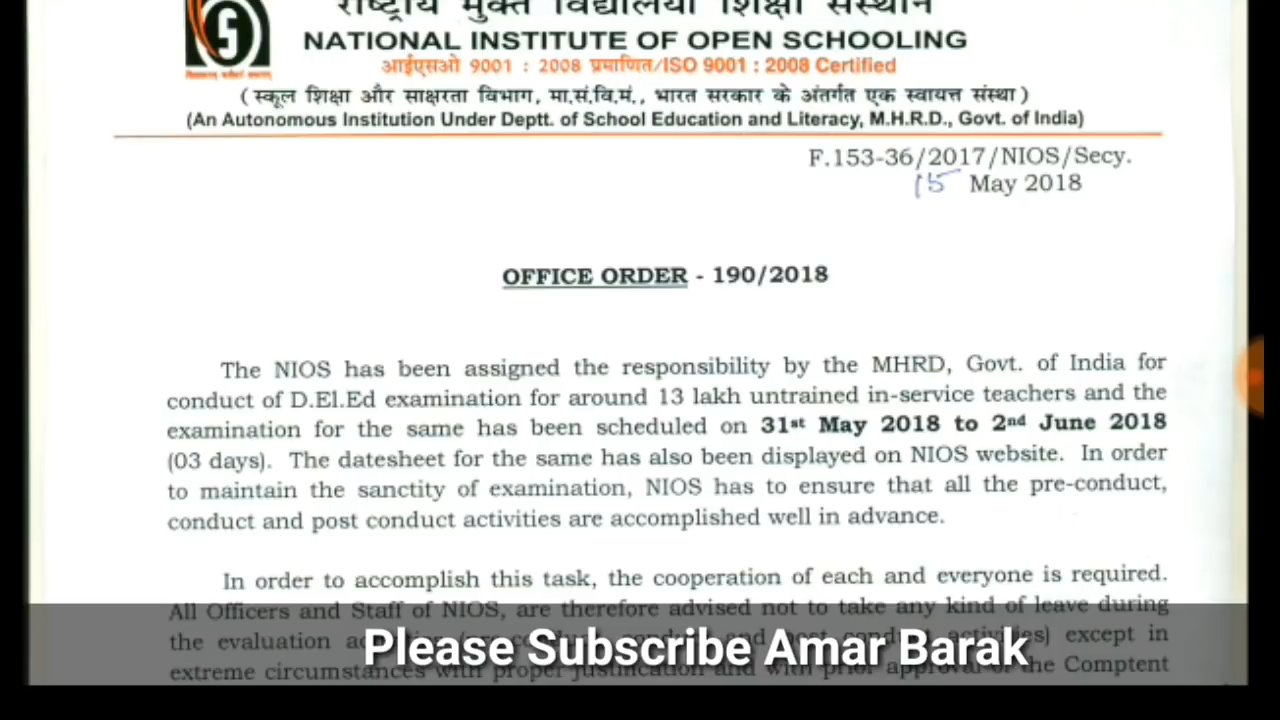 राष्ट्रीय मुक्त विद्यालयी शिक्षा संस्थान
NATIONAL INSTITUTE OF OPEN SCHOOLING
आईएसओ 9001 : 2008 प्रमाणित/ISO 9001 : 2008 Certified
(स्कूल शिक्षा और साक्षरता विभाग, मा.सं.वि.मं., भारत सरकार के अंतर्गत एक स्वायत्त संस्था)
(An Autonomous Institution Under Deptt. of School Education and Literacy, M.H.R.D., Govt. of India)
F.153-36/2017/NIOS/Secy.
15 May 2018
OFFICE ORDER - 190/2018
The NIOS has been assigned the responsibility by the MHRD, Govt. of India for
conduct of D.El.Ed examination for around 13 lakh untrained in-service teachers and the
examination for the same has been scheduled on 31st May 2018 to 2nd June 2018
(03 days). The datesheet for the same has also been displayed on NIOS website. In order
to maintain the sanctity of examination, NIOS has to ensure that all the pre-conduct,
conduct and post conduct activities are accomplished well in advance.
In order to accomplish this task, the cooperation of each and everyone is required.
All Officers and Staff of NIOS, are therefore advised not to take any kind of leave during
the evaluation except in
extreme circumstances with proper justification and with prior approval of the Comptent
Please Subscribe Amar Barak